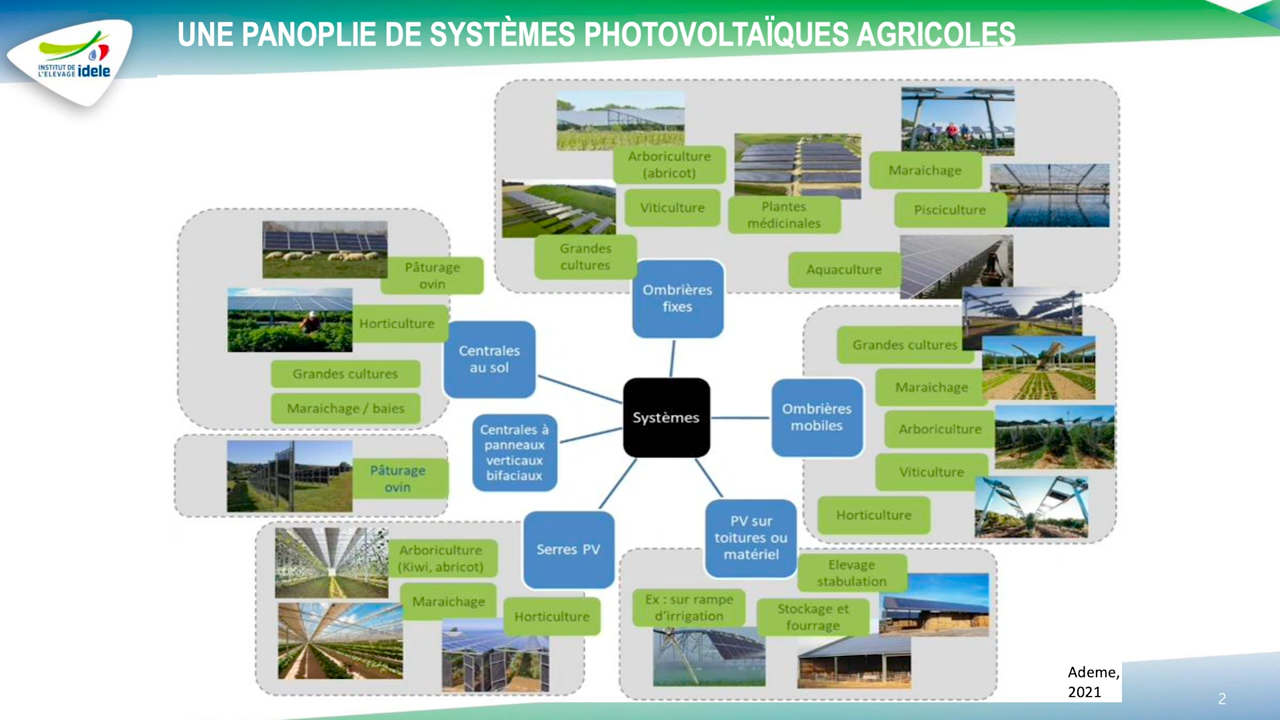 UNE PANOPLIE DE SYSTÈMES PHOTOVOLTAÏQUES AGRICOLES
INSTITUT DE
L'ELEVAGE idele
Arboriculture
(abricot)
Viticulture
Grandes
cultures
Plantes
médicinales
Maraichage
Pisciculture
Aquaculture
Ombrières
fixes
Pâturage
ovin
Horticulture
Grandes cultures
Maraichage / baies
Centrales
au sol
Systèmes
Ombrières
mobiles
Grandes cultures
Maraichage
Arboriculture
Viticulture
Horticulture
Centrales à
panneaux
verticaux
bifaciaux
Pâturage
ovin
Serres PV
Arboriculture
(Kiwi, abricot)
Maraichage
Horticulture
PV sur
toitures ou
matériel
Elevage
stabulation
Ex : sur rampe
d'irrigation
Stockage et
fourrage
Ademe,
2021
2